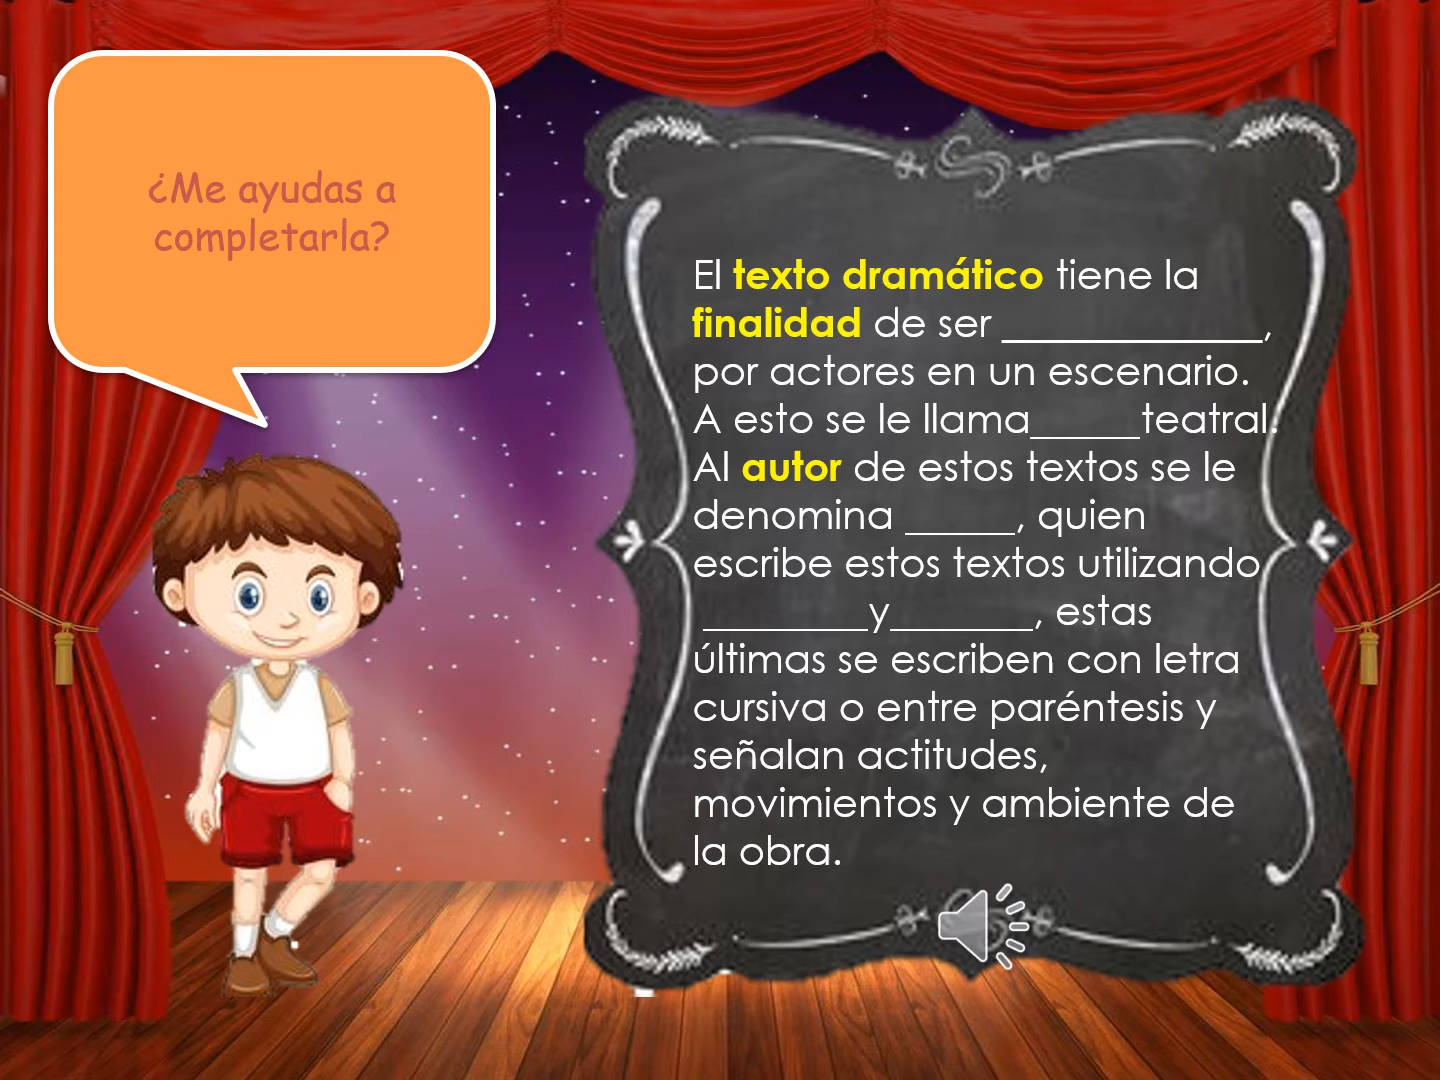 ¿Me ayudas a
completarla?
El texto dramático tiene la
finalidad de ser ____________,
por actores en un escenario.
A esto se le llama_____teatral.
Al autor de estos textos se le
denomina _____, quien
escribe estos textos utilizando
________y_______, estas
últimas se escriben con letra
cursiva o entre paréntesis y
señalan actitudes,
movimientos y ambiente de
la obra.